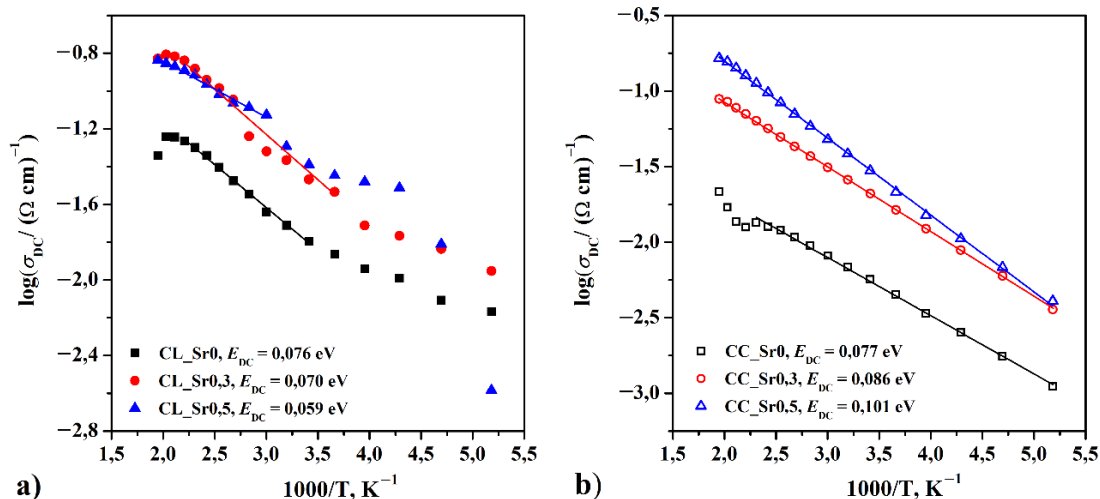 −0,8
−1,2
−1,6
−2,0
−2,4
−2,8
log(σDC/ (Ω cm)⁻¹
CL_Sr0, EDC = 0,076 eV
CL_Sr0,3, EDC = 0,070 eV
CL_Sr0,5, EDC = 0,059 eV
1,5 2,0 2,5 3,0 3,5 4,0 4,5 5,0 5,5
1000/T, K⁻¹
a)
−0,5
−1,0
−1,5
−2,0
−2,5
−3,0
log(σDC/ (Ω cm)⁻¹
CC_Sr0, EDC = 0,077 eV
CC_Sr0,3, EDC = 0,086 eV
CC_Sr0,5, EDC = 0,101 eV
1,5 2,0 2,5 3,0 3,5 4,0 4,5 5,0 5,5
1000/T, K⁻¹
b)